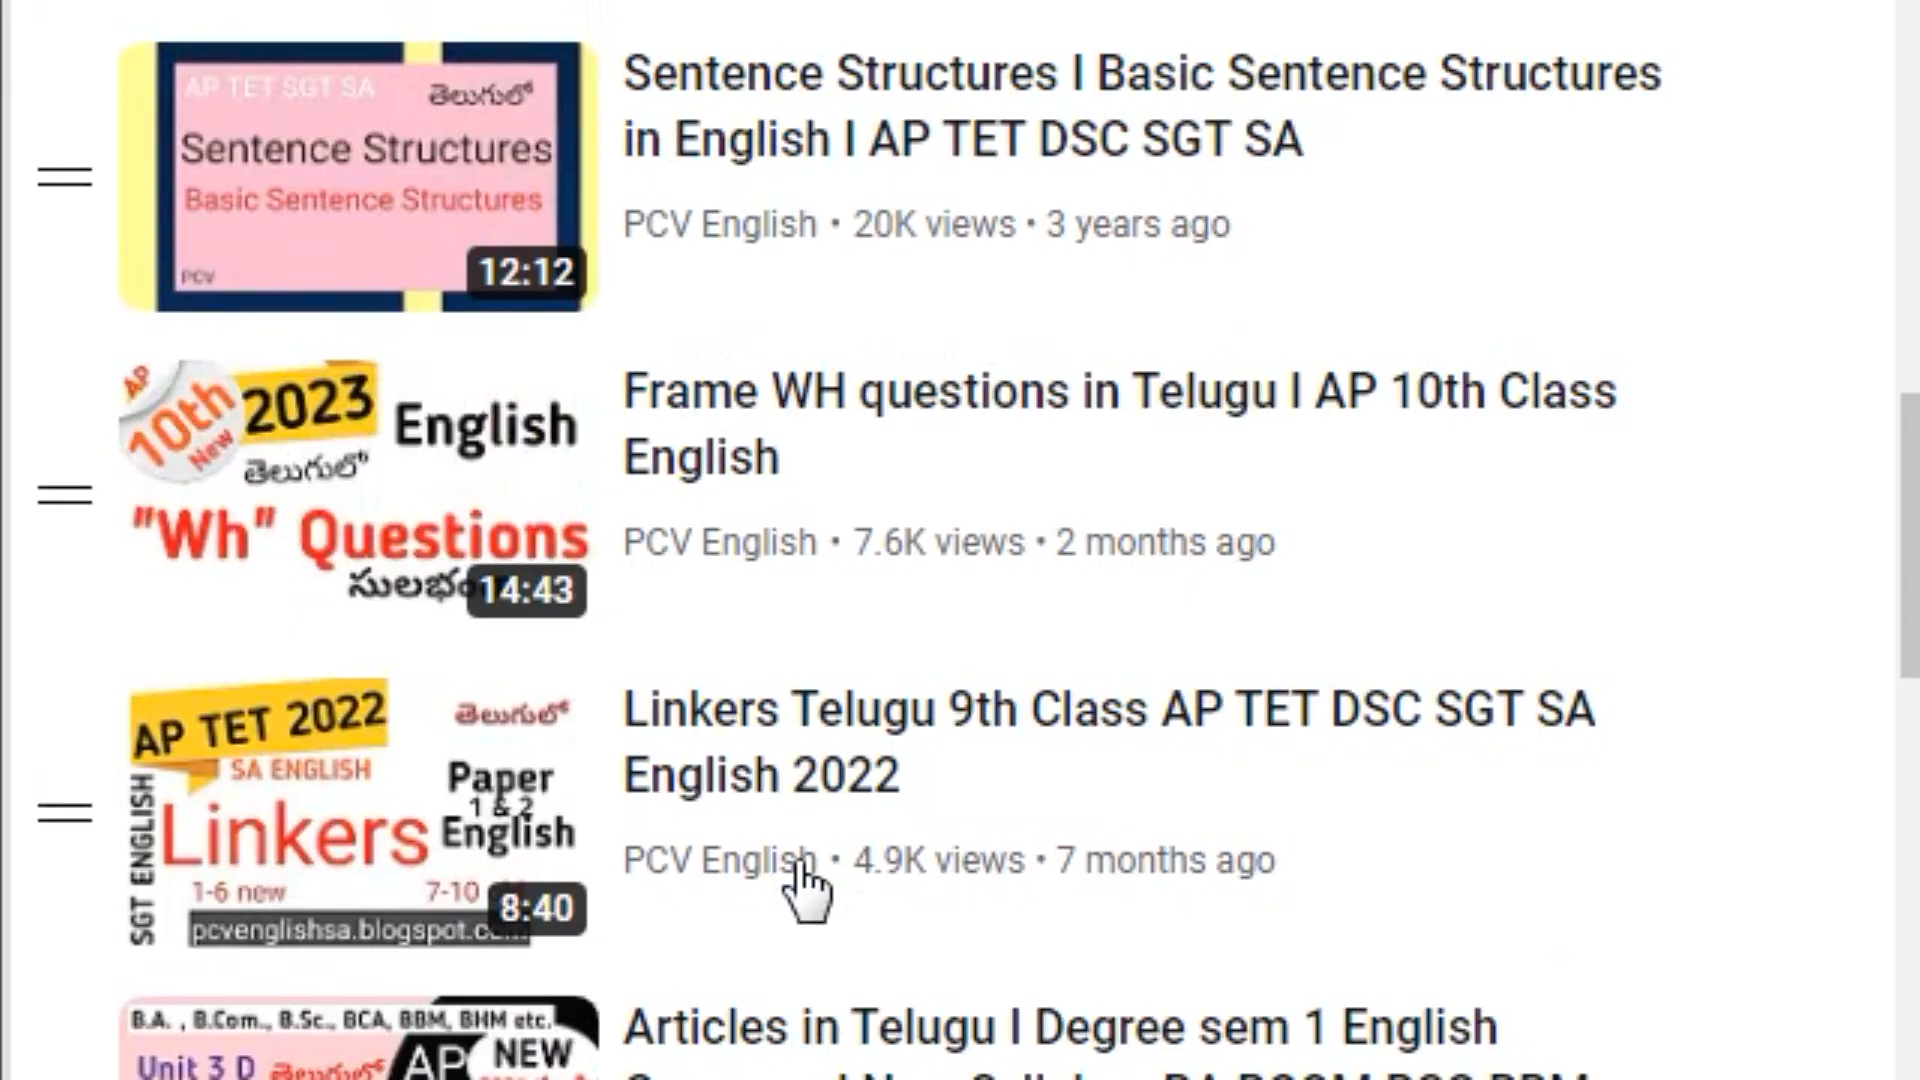 AP TET SGT SA
తెలుగులో
Sentence Structures
Basic Sentence Structures
PCV
12:12
Sentence Structures I Basic Sentence Structures
in English I AP TET DSC SGT SA
PCV English • 20K views • 3 years ago
AP
10th
New
2023
English
తెలుగులో
"Wh" Questions
14:43
Frame WH questions in Telugu I AP 10th Class
English
PCV English • 7.6K views • 2 months ago
AP TET 2022
తెలుగులో
SA ENGLISH
Paper
1 & 2
English
SGT ENGLISH
Linkers
1-6 new
7-10
8:40
Linkers Telugu 9th Class AP TET DSC SGT SA
English 2022
PCV English • 4.9K views • 7 months ago
B.A. , B.Com., B.Sc., BCA, BBM, BHM etc.
Unit 3 D
తెలుగులో
AP
NEW
Articles in Telugu I Degree sem 1 English